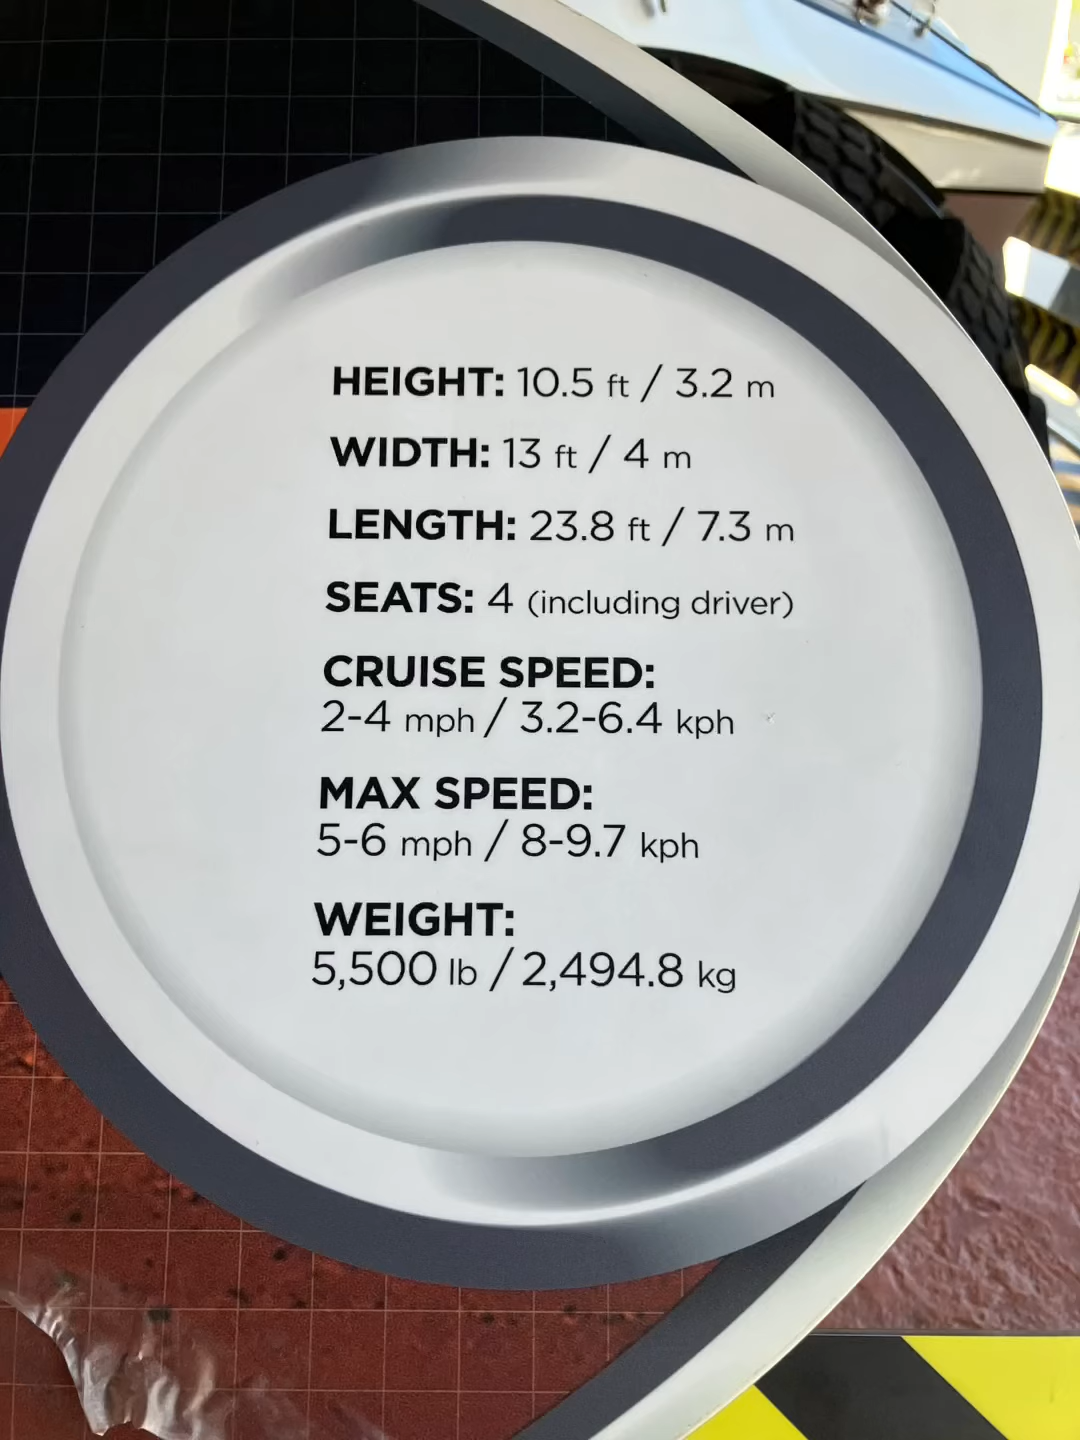 HEIGHT: 10.5 ft / 3.2 m
WIDTH: 13 ft / 4 m
LENGTH: 23.8 ft / 7.3 m
SEATS: 4 (including driver)
CRUISE SPEED:
2-4 mph / 3.2-6.4 kph
MAX SPEED:
5-6 mph / 8-9.7 kph
WEIGHT:
5,500 lb / 2,494.8 kg